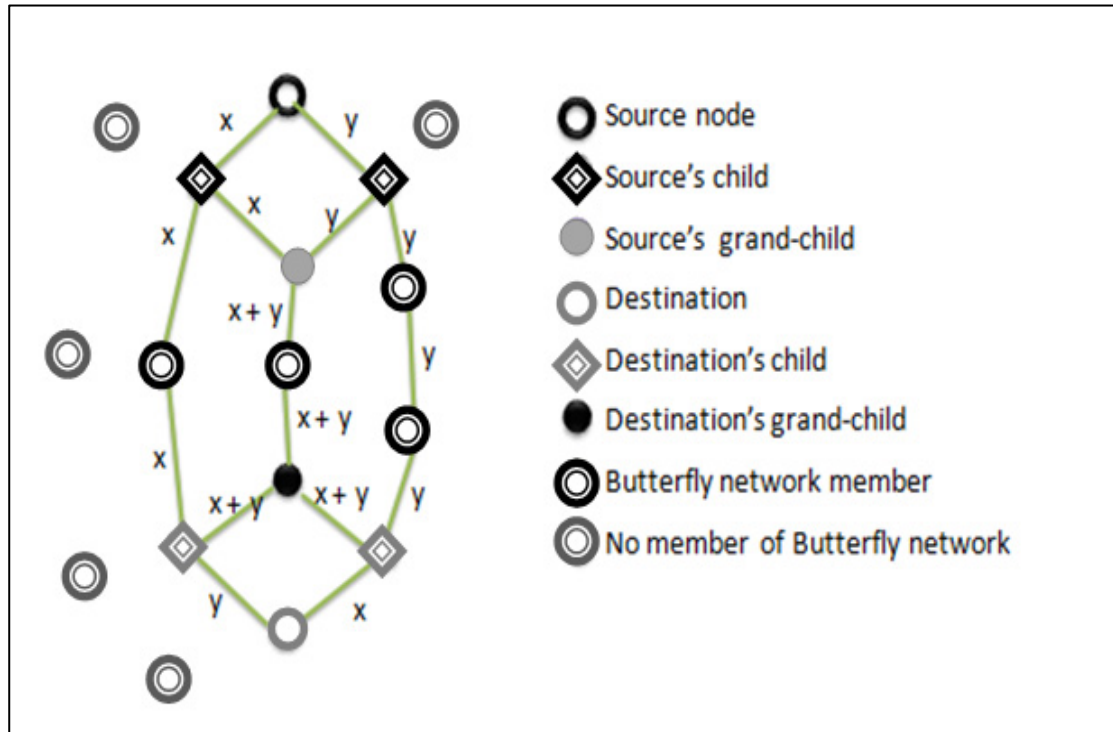 x
y
x
y
x
y
x + y
y
x + y
x
x + y
x + y
y
y
x
Source node
Source's child
Source's grand-child
Destination
Destination's child
Destination's grand-child
Butterfly network member
No member of Butterfly network